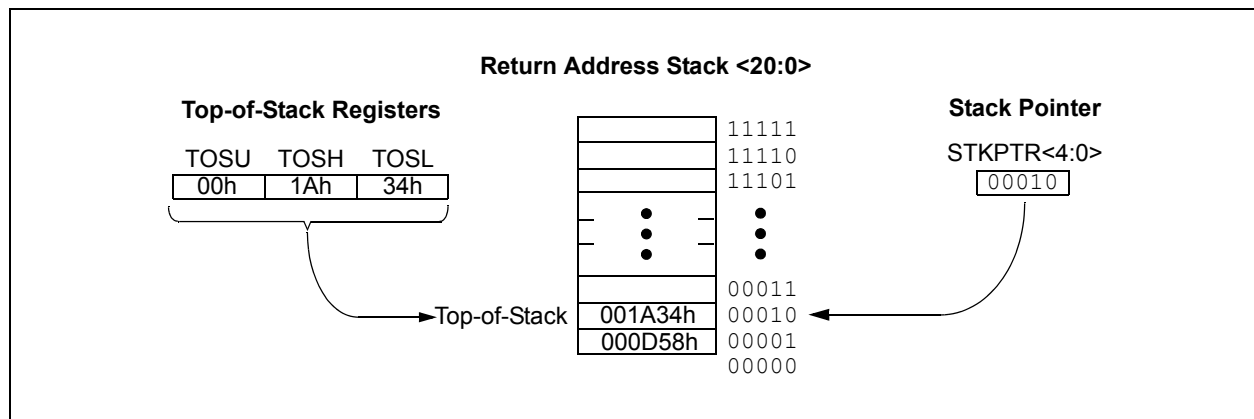 Return Address Stack <20:0>
Top-of-Stack Registers
Stack Pointer
TOSU TOSH TOSL
STKPTR<4:0>
00h 1Ah 34h
00010
11111
11110
11101
00011
Top-of-Stack 001A34h 00010
000D58h 00001
00000